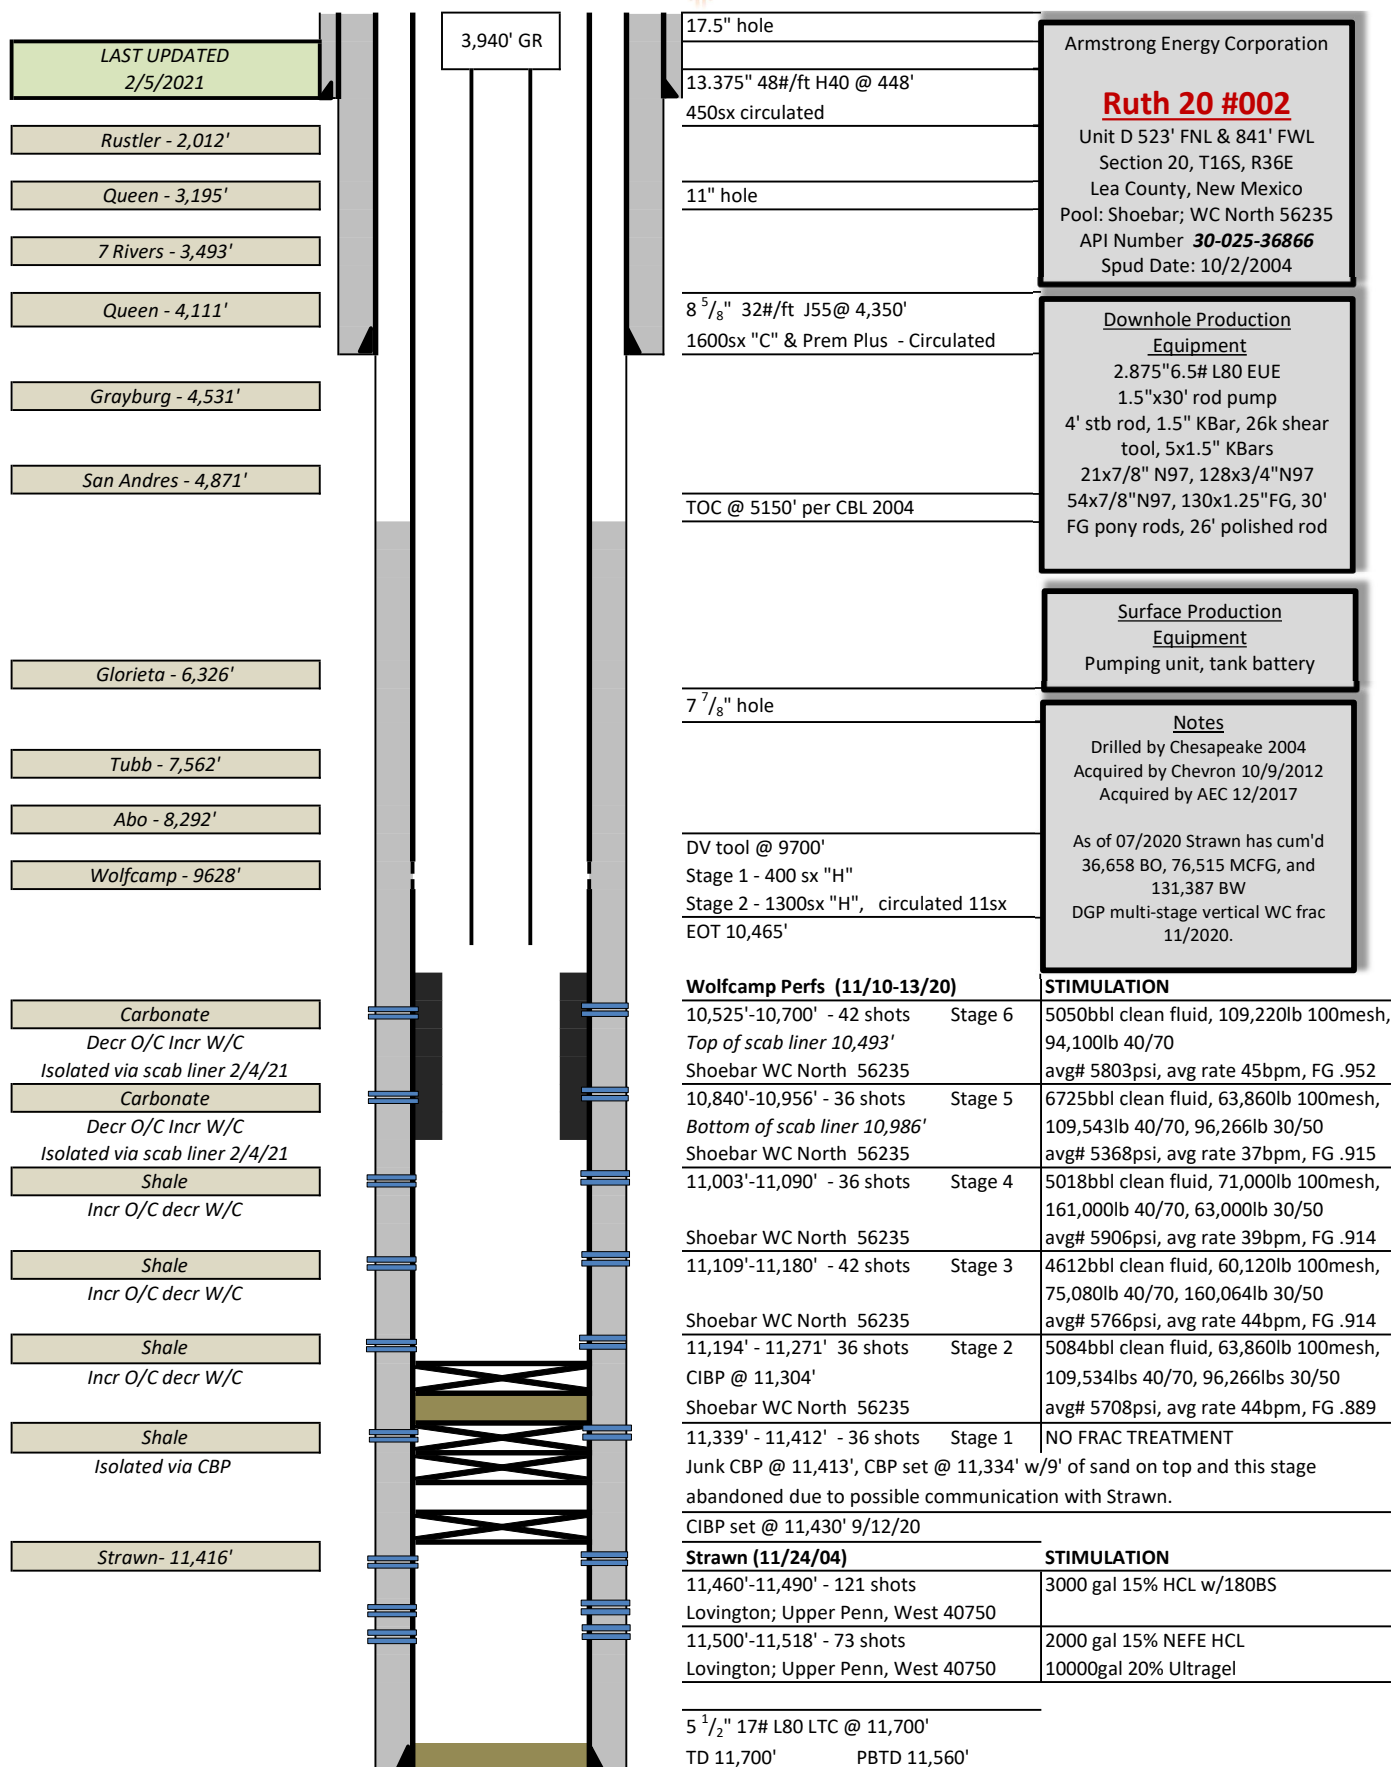 LAST UPDATED
2/5/2021
Rustler - 2,012'
Queen - 3,195'
7 Rivers - 3,493'
Queen - 4,111'
Grayburg - 4,531'
San Andres - 4,871'
Glorieta - 6,326'
Tubb - 7,562'
Abo - 8,292'
Wolfcamp - 9628'
Carbonate
Decr O/C Incr W/C
Isolated via scab liner 2/4/21
Carbonate
Decr O/C Incr W/C
Isolated via scab liner 2/4/21
Shale
Incr O/C decr W/C
Shale
Incr O/C decr W/C
Shale
Incr O/C decr W/C
Shale
Isolated via CBP
Strawn- 11,416'
3,940' GR
17.5" hole
13.375" 48#/ft H40 @ 448'
450sx circulated
11" hole
8 5/8" 32#/ft J55@ 4,350'
1600sx "C" & Prem Plus - Circulated
TOC @ 5150' per CBL 2004
7 7/8" hole
DV tool @ 9700'
Stage 1 - 400 sx "H"
Stage 2 - 1300sx "H", circulated 11sx
EOT 10,465'
Armstrong Energy Corporation
Ruth 20 #002
Unit D 523' FNL & 841' FWL
Section 20, T16S, R36E
Lea County, New Mexico
Pool: Shoebar; WC North 56235
API Number 30-025-36866
Spud Date: 10/2/2004
Downhole Production
Equipment
2.875"6.5# L80 EUE
1.5"x30' rod pump
4' stb rod, 1.5" KBar, 26k shear
tool, 5x1.5" KBars
21x7/8" N97, 128x3/4"N97
54x7/8"N97, 130x1.25"FG, 30'
FG pony rods, 26' polished rod
Surface Production
Equipment
Pumping unit, tank battery
Notes
Drilled by Chesapeake 2004
Acquired by Chevron 10/9/2012
Acquired by AEC 12/2017
As of 07/2020 Strawn has cum'd
36,658 BO, 76,515 MCFG, and
131,387 BW
DGP multi-stage vertical WC frac
11/2020.
Wolfcamp Perfs (11/10-13/20) STIMULATION
10,525'-10,700' - 42 shots Stage 6 5050bbl clean fluid, 109,220lb 100mesh,
Top of scab liner 10,493' 94,100lb 40/70
Shoebar WC North 56235 avg# 5803psi, avg rate 45bpm, FG .952
10,840'-10,956' - 36 shots Stage 5 6725bbl clean fluid, 63,860lb 100mesh,
Bottom of scab liner 10,986' 109,543lb 40/70, 96,266lb 30/50
Shoebar WC North 56235 avg# 5368psi, avg rate 37bpm, FG .915
11,003'-11,090' - 36 shots Stage 4 5018bbl clean fluid, 71,000lb 100mesh,
161,000lb 40/70, 63,000lb 30/50
Shoebar WC North 56235 avg# 5906psi, avg rate 39bpm, FG .914
11,109'-11,180' - 42 shots Stage 3 4612bbl clean fluid, 60,120lb 100mesh,
75,080lb 40/70, 160,064lb 30/50
Shoebar WC North 56235 avg# 5766psi, avg rate 44bpm, FG .914
11,194' - 11,271' 36 shots Stage 2 5084bbl clean fluid, 63,860lb 100mesh,
CIBP @ 11,304' 109,534lbs 40/70, 96,266lbs 30/50
Shoebar WC North 56235 avg# 5708psi, avg rate 44bpm, FG .889
11,339' - 11,412' - 36 shots Stage 1 NO FRAC TREATMENT
Junk CBP @ 11,413', CBP set @ 11,334' w/9' of sand on top and this stage
abandoned due to possible communication with Strawn.
CIBP set @ 11,430' 9/12/20
Strawn (11/24/04) STIMULATION
11,460'-11,490' - 121 shots 3000 gal 15% HCL w/180BS
Lovington; Upper Penn, West 40750
11,500'-11,518' - 73 shots 2000 gal 15% NEFE HCL
Lovington; Upper Penn, West 40750 10000gal 20% Ultragel
5 1/2" 17# L80 LTC @ 11,700'
TD 11,700' PBTD 11,560'